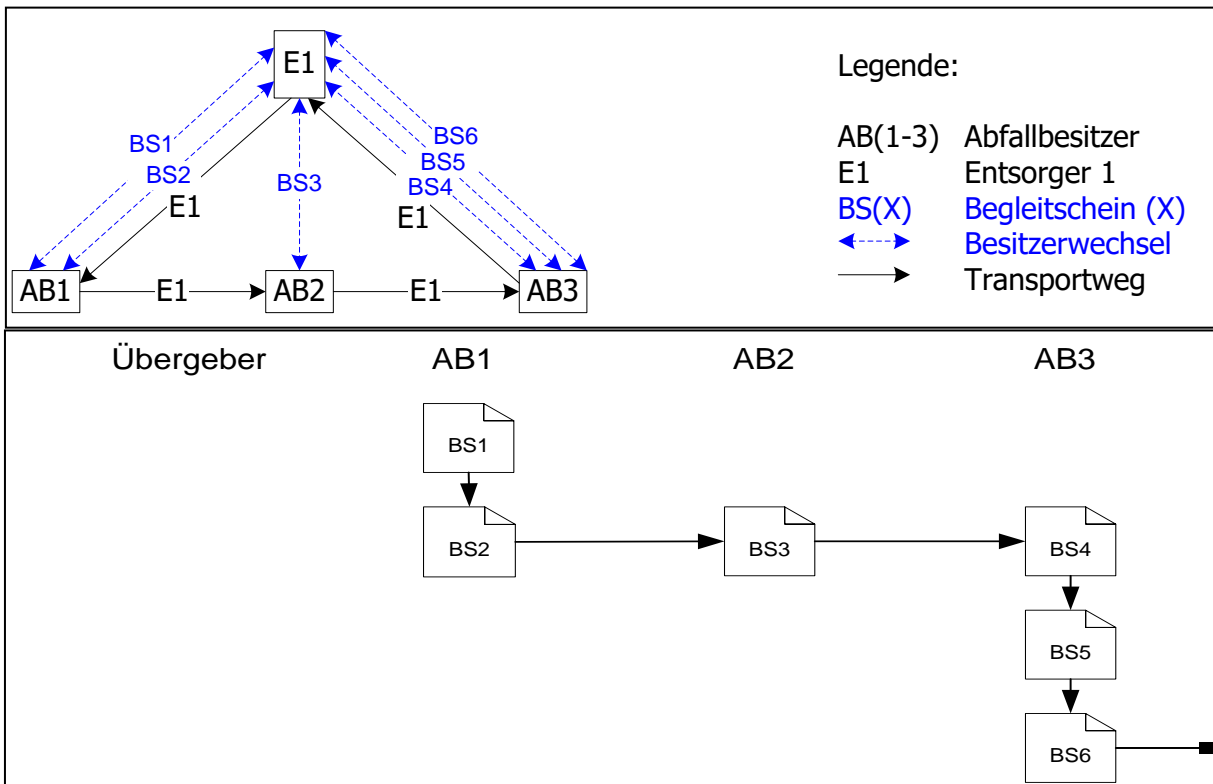 E1
Legende:
BS1
BS2
E1
BS3
BS6
BS5
BS4
E1
AB(1-3) Abfallbesitzer
E1 Entsorger 1
BS(X) Begleitschein (X)
Besitzerwechsel
Transportweg
AB1
E1
AB2
E1
AB3
Übergeber AB1 AB2 AB3
BS1
BS2 BS3 BS4
BS5
BS6